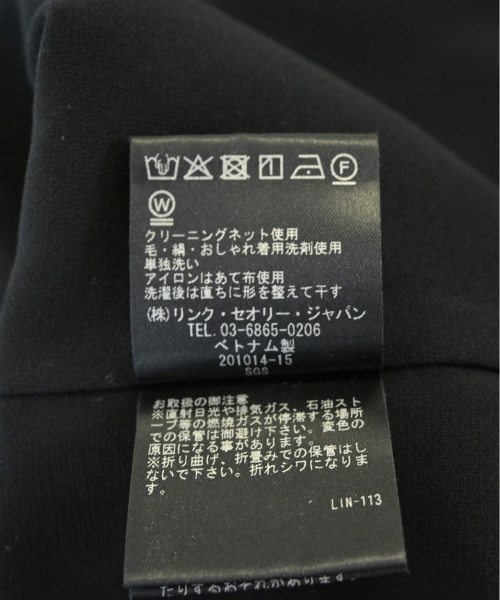 F
W
クリーニングネット使用
毛・絹・おしゃれ着用洗剤使用
単独洗い
アイロンはあて布使用
洗濯後は直ちに形を整えて干す
(株)リンク・セオリー・ジャパン
TEL. 03-6865-0206
ベトナム製
201014-15
SGS
お取扱の御注意
※直射日光や排気ガス、石油スト
ーブ等の燃焼ガスが停滞する場所
での保管は御避け下さい。変色の
原因になる事があります。
※折り曲げ、折畳みでの保管はし
ないで下さい。折れシワになりま
す。
LIN-113